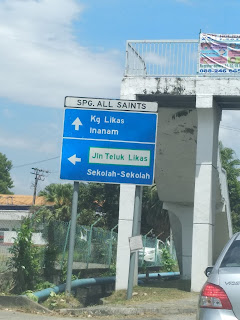 SPG. ALL SAINTS
Kg Likas
Inanam
Jln Teluk Likas
Sekolah-Sekolah